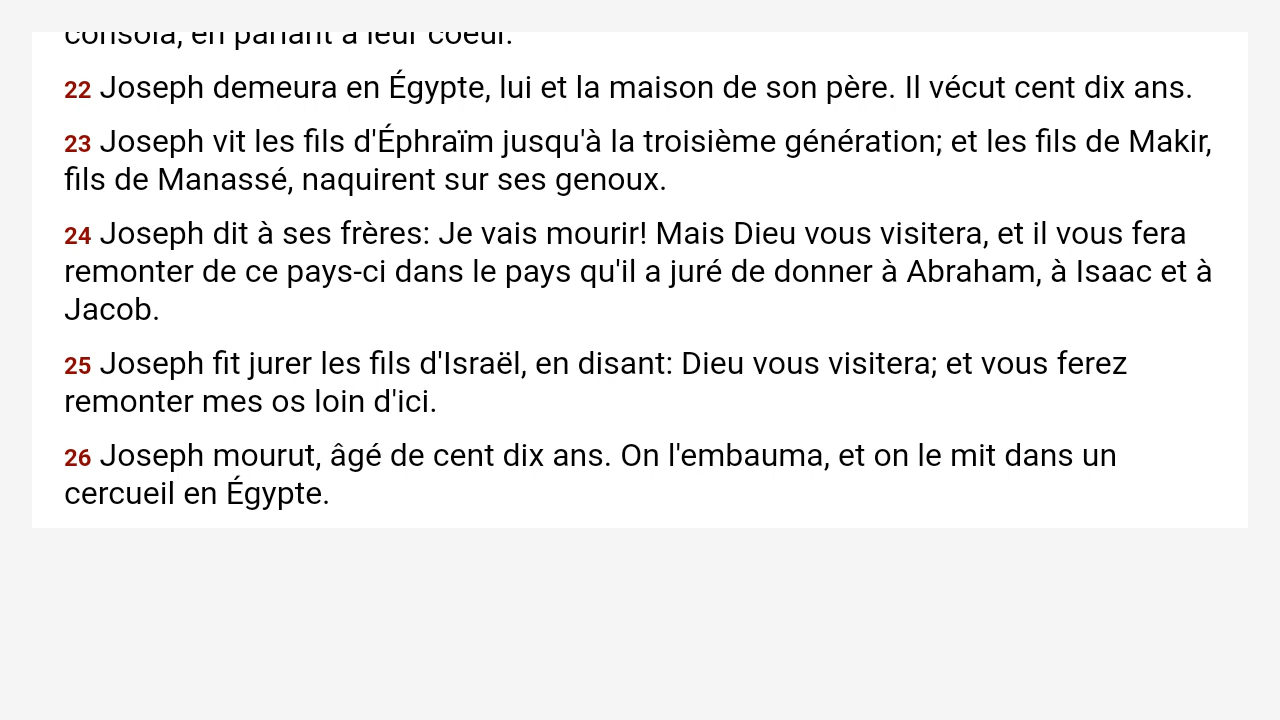 consola, en parlant à leur coeur.
22 Joseph demeura en Égypte, lui et la maison de son père. Il vécut cent dix ans.
23 Joseph vit les fils d'Éphraïm jusqu'à la troisième génération; et les fils de Makir,
fils de Manassé, naquirent sur ses genoux.
24 Joseph dit à ses frères: Je vais mourir! Mais Dieu vous visitera, et il vous fera
remonter de ce pays-ci dans le pays qu'il a juré de donner à Abraham, à Isaac et à
Jacob.
25 Joseph fit jurer les fils d'Israël, en disant: Dieu vous visitera; et vous ferez
remonter mes os loin d'ici.
26 Joseph mourut, âgé de cent dix ans. On l'embauma, et on le mit dans un
cercueil en Égypte.